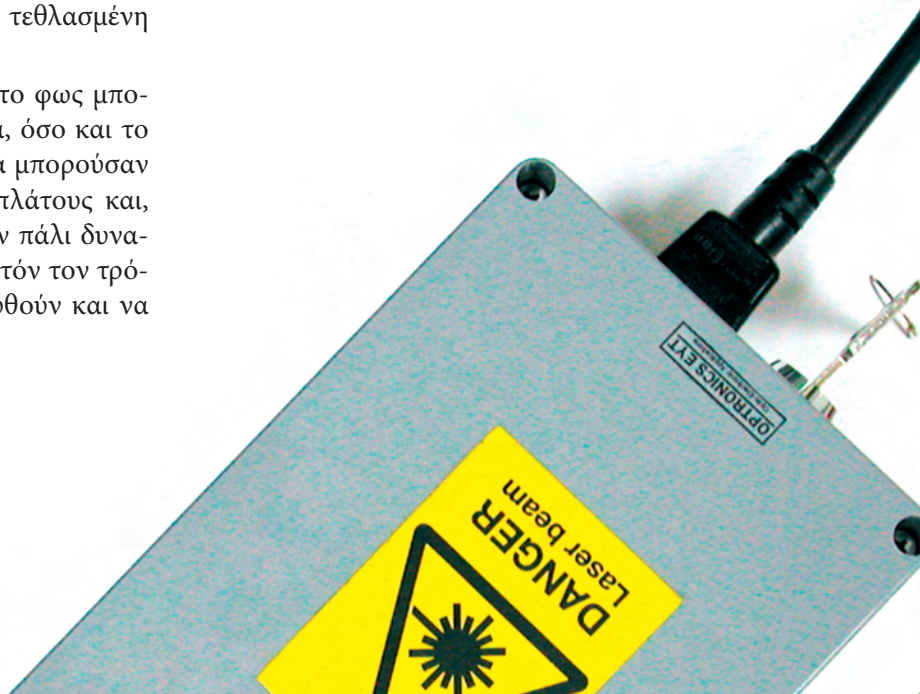 τεθλασμένη
το φως μπο-
, όσο και το
μπορούσαν
πλάτους και,
πάλι δυνα-
τόν τον τρό-
θούν και να
OPTRONICS EYT
DANGER
Laser beam